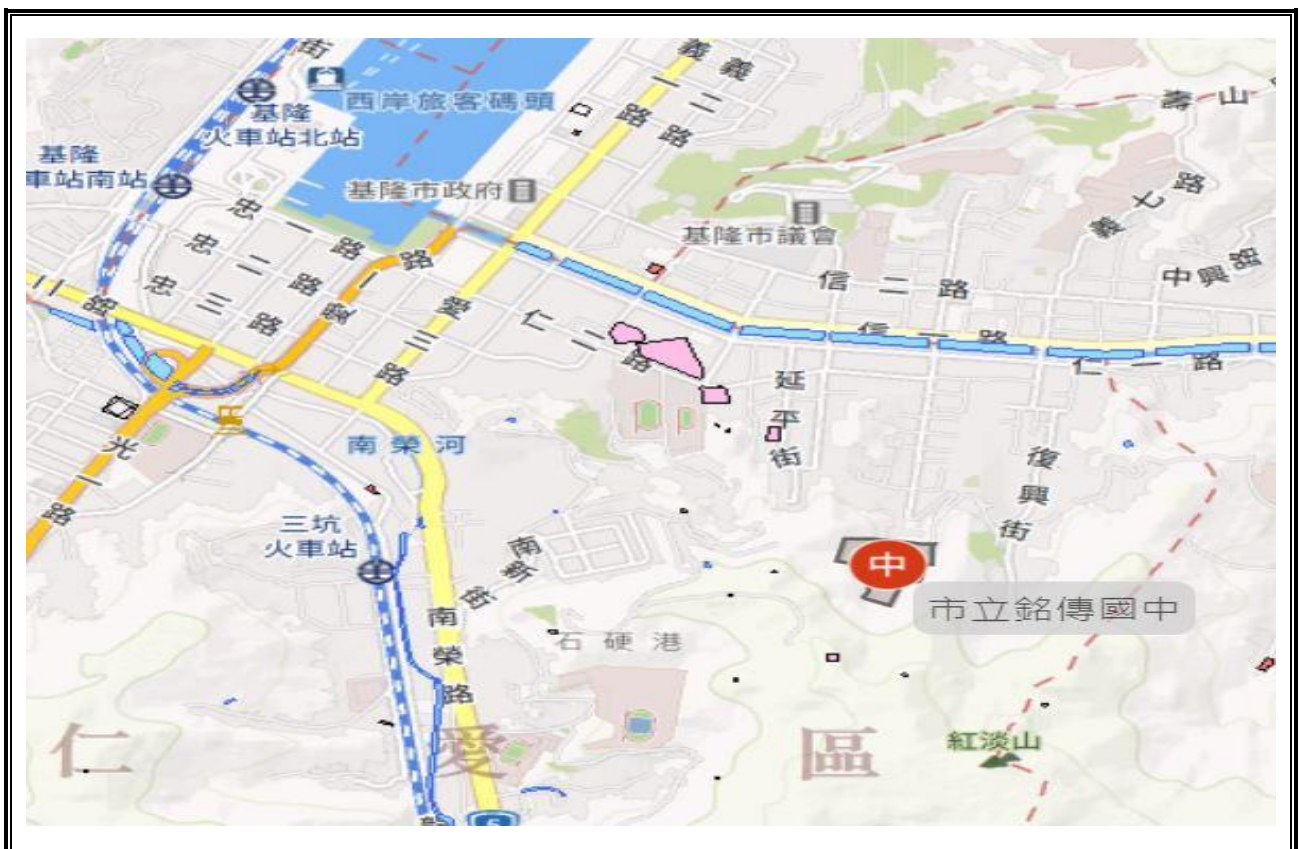 街
義一路
義二路
壽山
西岸旅客碼頭
基隆
火車站北站
基隆
車站南站
基隆市政府
義七路
忠一路
忠二路
忠三路
基隆市議會
中興路
信二路
愛三路
仁二路
信一路
仁一路
延平街
南榮河
光一路
復興街
三坑
火車站
中
南新街
市立銘傳國中
南榮路
石硬港
仁愛區
紅淡山
5